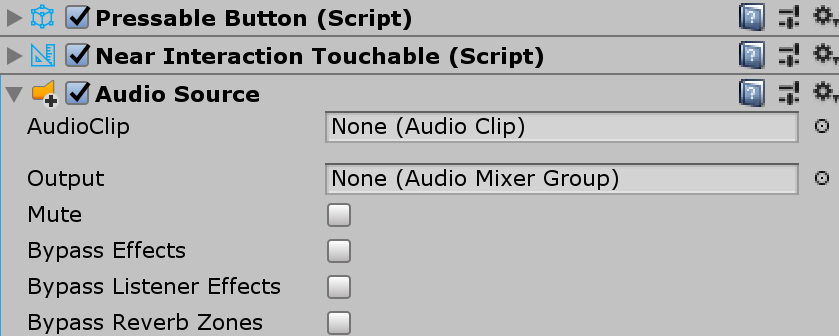 Pressable Button (Script)
Near Interaction Touchable (Script)
Audio Source
AudioClip None (Audio Clip)
Output None (Audio Mixer Group)
Mute
Bypass Effects
Bypass Listener Effects
Bypass Reverb Zones